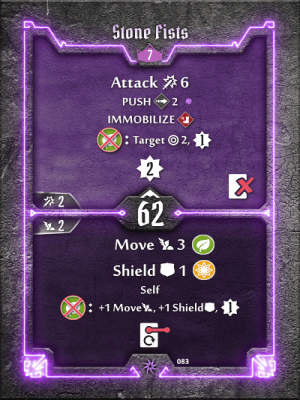 Stone Fists
7
Attack 6
PUSH 2
IMMOBILIZE
: Target 2, 1
2
2
62
2
Move 3
Shield 1
Self
: +1 Move, +1 Shield, 1
083